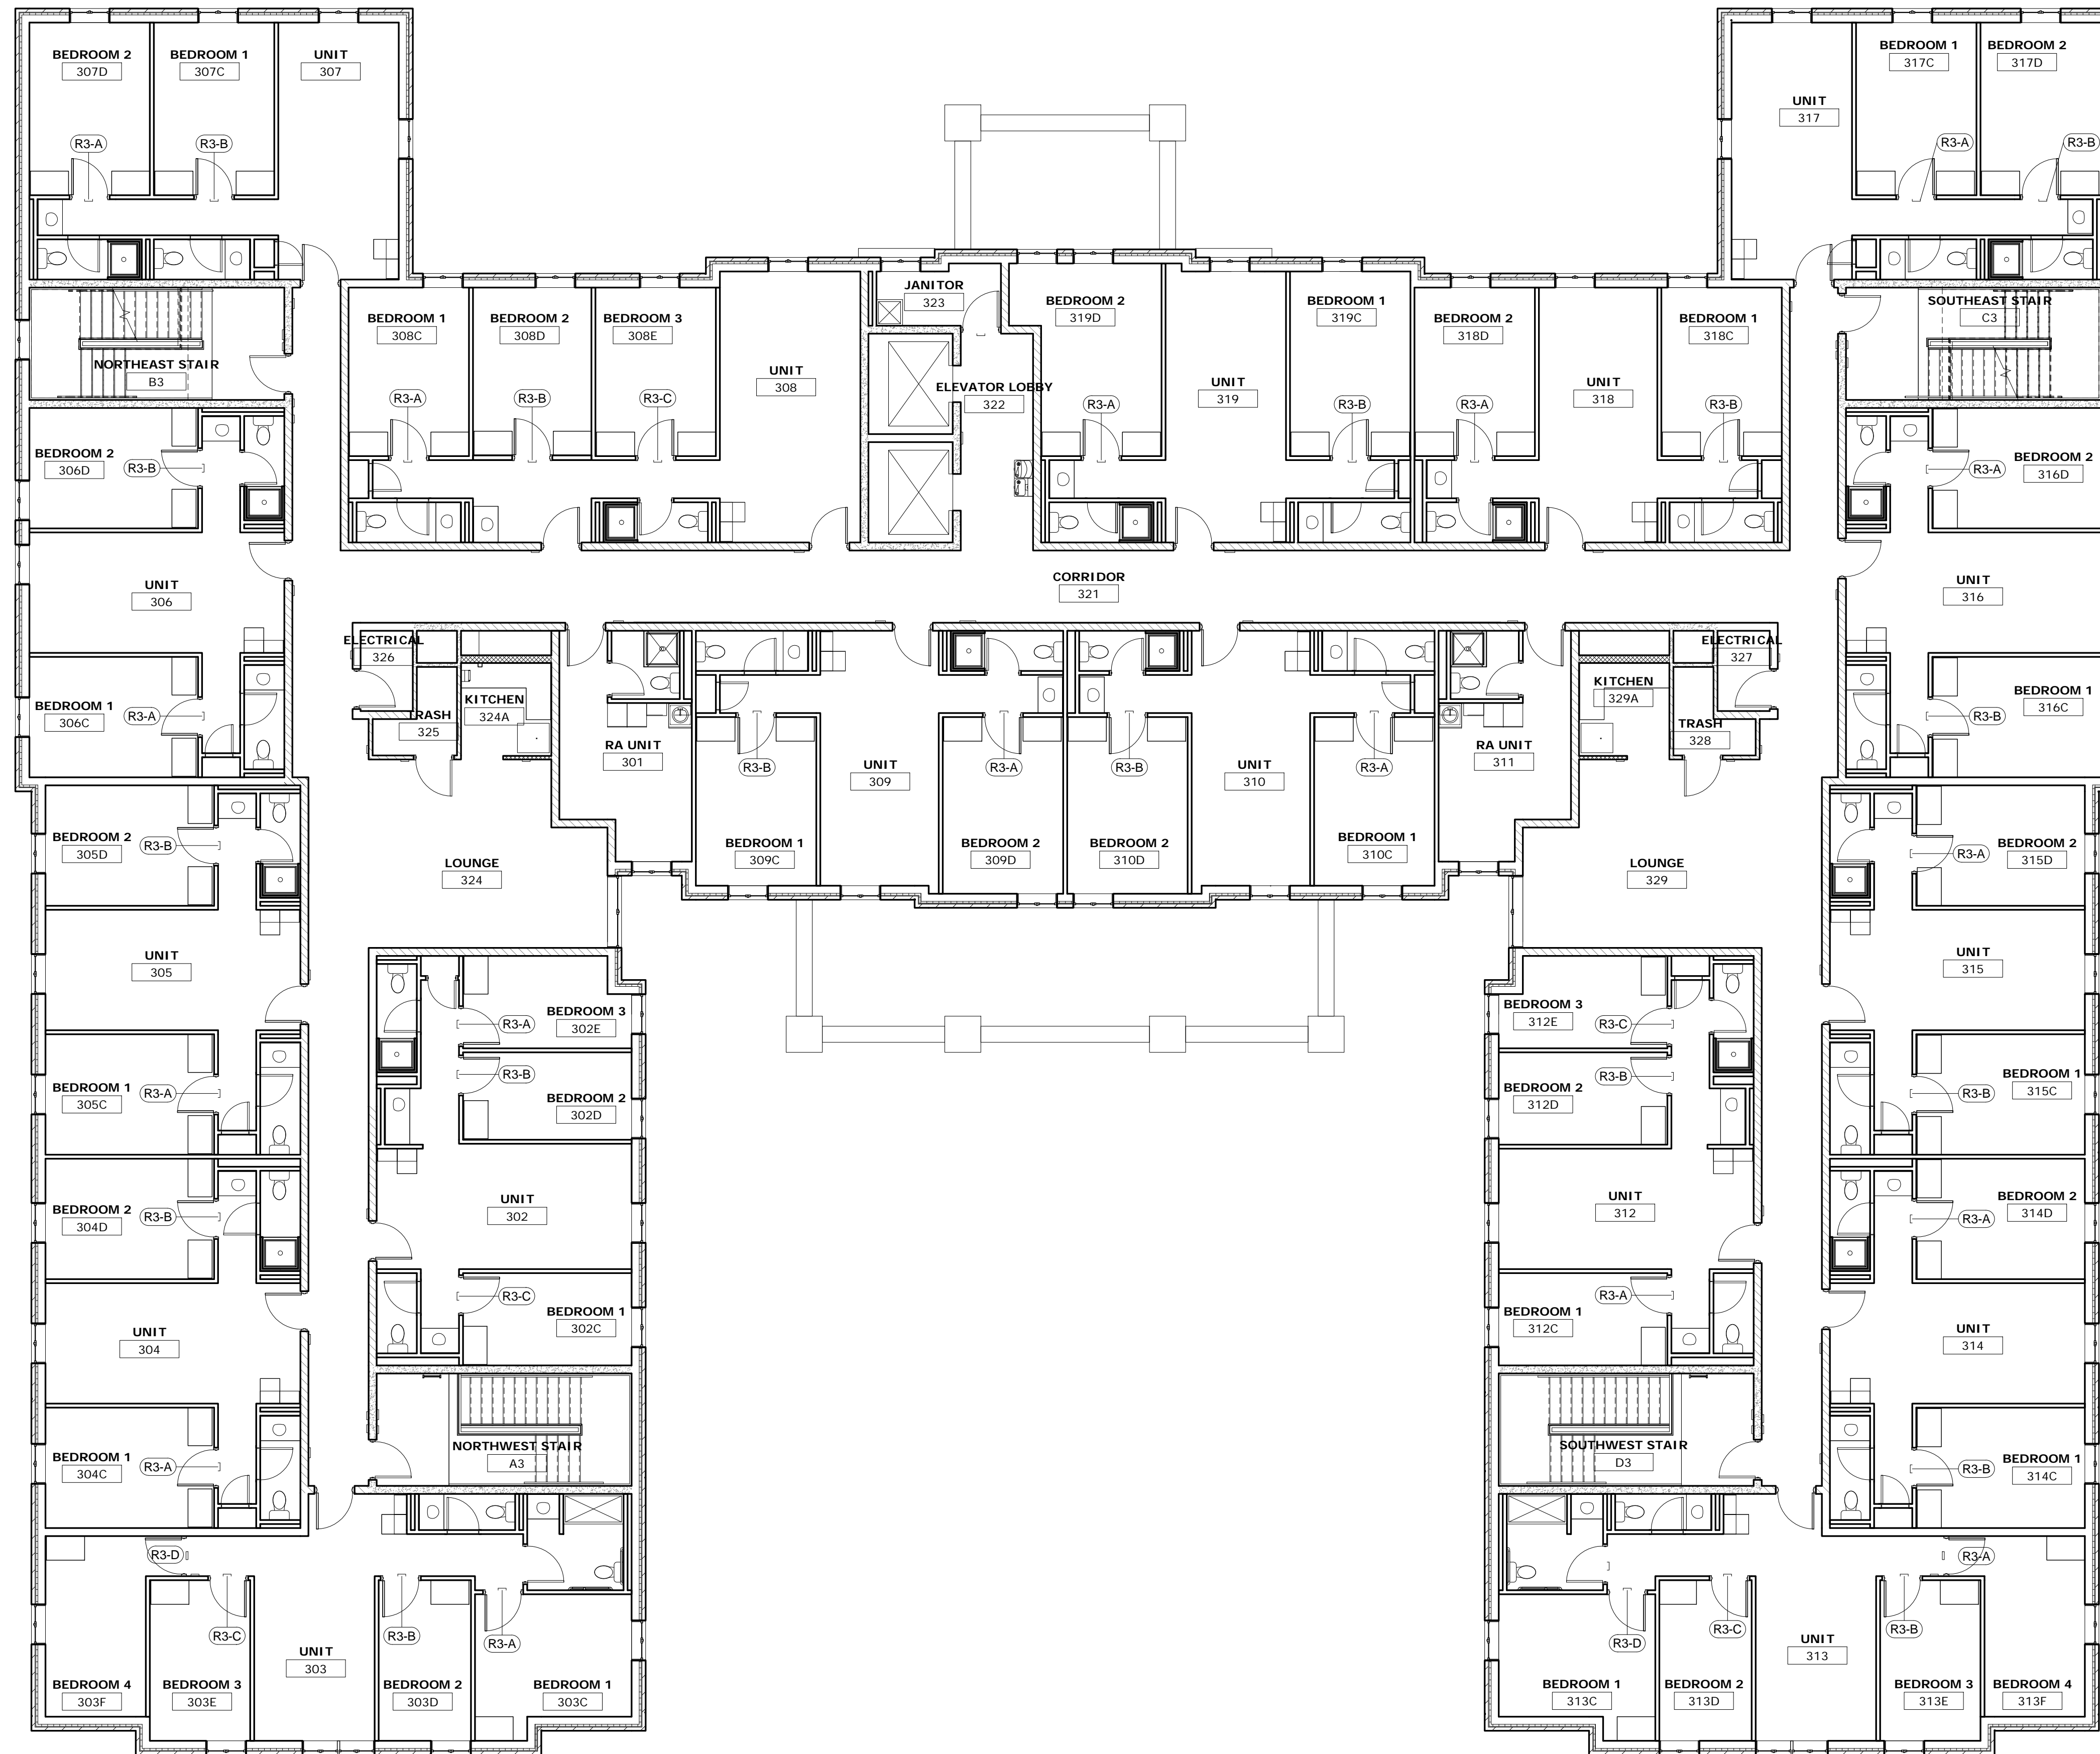 BEDROOM 2
307D
BEDROOM 1
307C
UNIT
307
R3-A
R3-B
BEDROOM 1
317C
BEDROOM 2
317D
UNIT
317
R3-A
R3-B
NORTHEAST STAIR
B3
BEDROOM 1
308C
BEDROOM 2
308D
BEDROOM 3
308E
UNIT
308
R3-A
R3-B
R3-C
JANITOR
323
ELEVATOR LOBBY
322
BEDROOM 2
319D
UNIT
319
BEDROOM 1
319C
R3-A
R3-B
BEDROOM 2
318D
UNIT
318
BEDROOM 1
318C
R3-A
R3-B
SOUTHEAST STAIR
C3
BEDROOM 2
306D
R3-B
UNIT
306
BEDROOM 1
306C
R3-A
R3-A
BEDROOM 2
316D
UNIT
316
R3-B
BEDROOM 1
316C
CORRIDOR
321
ELECTRICAL
326
TRASH
325
KITCHEN
324A
RA UNIT
301
R3-B
BEDROOM 1
309C
UNIT
309
R3-A
BEDROOM 2
309D
R3-B
BEDROOM 2
310D
UNIT
310
R3-A
BEDROOM 1
310C
RA UNIT
311
KITCHEN
329A
ELECTRICAL
327
TRASH
328
LOUNGE
324
LOUNGE
329
BEDROOM 2
305D
R3-B
UNIT
305
BEDROOM 1
305C
R3-A
R3-A
BEDROOM 2
315D
UNIT
315
R3-B
BEDROOM 1
315C
R3-A
BEDROOM 3
302E
R3-B
BEDROOM 2
302D
UNIT
302
R3-C
BEDROOM 1
302C
BEDROOM 3
312E
R3-C
BEDROOM 2
312D
R3-B
UNIT
312
R3-A
BEDROOM 1
312C
BEDROOM 2
304D
R3-B
UNIT
304
BEDROOM 1
304C
R3-A
R3-A
BEDROOM 2
314D
UNIT
314
R3-B
BEDROOM 1
314C
NORTHWEST STAIR
A3
SOUTHWEST STAIR
D3
R3-D
R3-C
R3-B
R3-A
BEDROOM 4
303F
BEDROOM 3
303E
UNIT
303
BEDROOM 2
303D
BEDROOM 1
303C
R3-D
R3-C
R3-B
R3-A
BEDROOM 1
313C
BEDROOM 2
313D
UNIT
313
BEDROOM 3
313E
BEDROOM 4
313F